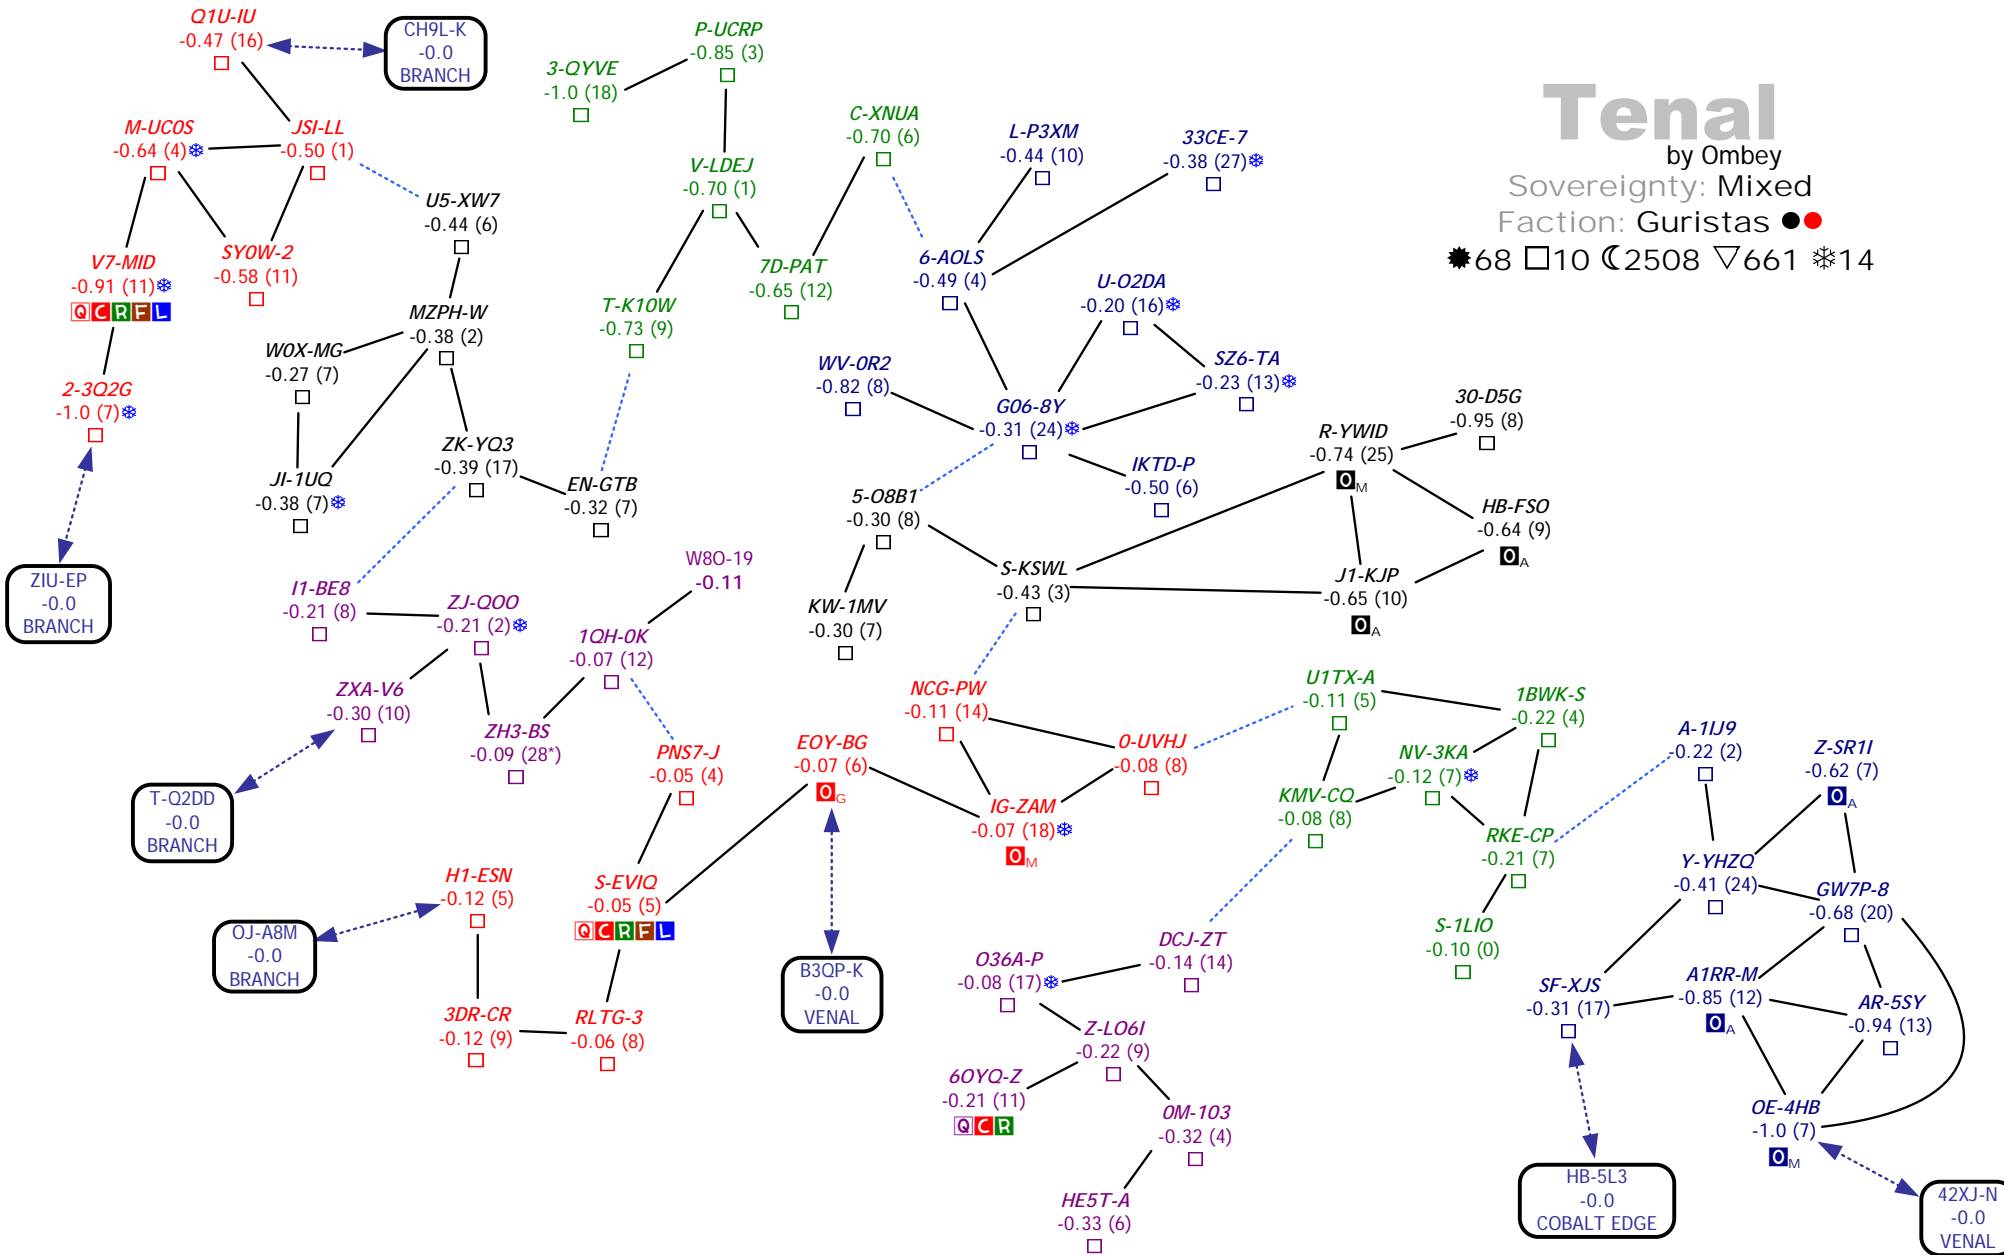 Tenal
by Ombey
Sovereignty: Mixed
Faction: Guristas
68 10 2508 661 14
Q1U-IU
-0.47 (16)
CH9L-K
-0.0
BRANCH
M-UC0S
-0.64 (4)
JSI-LL
-0.50 (1)
V7-MID
-0.91 (11)
Q C R F L
SY0W-2
-0.58 (11)
2-3Q2G
-1.0 (7)
ZIU-EP
-0.0
BRANCH
U5-XW7
-0.44 (6)
MZPH-W
-0.38 (2)
W0X-MG
-0.27 (7)
JI-1UQ
-0.38 (7)
ZK-YQ3
-0.39 (17)
EN-GTB
-0.32 (7)
3-QYVE
-1.0 (18)
P-UCRP
-0.85 (3)
V-LDEJ
-0.70 (1)
C-XNUA
-0.70 (6)
7D-PAT
-0.65 (12)
T-K10W
-0.73 (9)
L-P3XM
-0.44 (10)
33CE-7
-0.38 (27)
6-AOLS
-0.49 (4)
U-O2DA
-0.20 (16)
SZ6-TA
-0.23 (13)
WV-0R2
-0.82 (8)
G06-8Y
-0.31 (24)
IKTD-P
-0.50 (6)
5-O8B1
-0.30 (8)
KW-1MV
-0.30 (7)
S-KSWL
-0.43 (3)
R-YWID
-0.74 (25)
O M
30-D5G
-0.95 (8)
HB-FSO
-0.64 (9)
O A
J1-KJP
-0.65 (10)
O A
I1-BE8
-0.21 (8)
ZJ-QOO
-0.21 (2)
W8O-19
-0.11
1QH-0K
-0.07 (12)
ZXA-V6
-0.30 (10)
ZH3-BS
-0.09 (28*)
T-Q2DD
-0.0
BRANCH
PNS7-J
-0.05 (4)
EOY-BG
-0.07 (6)
O G
NCG-PW
-0.11 (14)
0-UVHJ
-0.08 (8)
IG-ZAM
-0.07 (18)
O M
H1-ESN
-0.12 (5)
OJ-A8M
-0.0
BRANCH
S-EVIQ
-0.05 (5)
Q C R F L
3DR-CR
-0.12 (9)
RLTG-3
-0.06 (8)
B3QP-K
-0.0
VENAL
U1TX-A
-0.11 (5)
1BWK-S
-0.22 (4)
NV-3KA
-0.12 (7)
KMV-CQ
-0.08 (8)
RKE-CP
-0.21 (7)
S-1LIO
-0.10 (0)
DCJ-ZT
-0.14 (14)
O36A-P
-0.08 (17)
Z-LO6I
-0.22 (9)
6OYQ-Z
-0.21 (11)
Q C R
0M-103
-0.32 (4)
HE5T-A
-0.33 (6)
A-1IJ9
-0.22 (2)
Z-SR1I
-0.62 (7)
O A
Y-YHZQ
-0.41 (24)
GW7P-8
-0.68 (20)
SF-XJS
-0.31 (17)
A1RR-M
-0.85 (12)
O A
AR-5SY
-0.94 (13)
OE-4HB
-1.0 (7)
O M
HB-5L3
-0.0
COBALT EDGE
42XJ-N
-0.0
VENAL